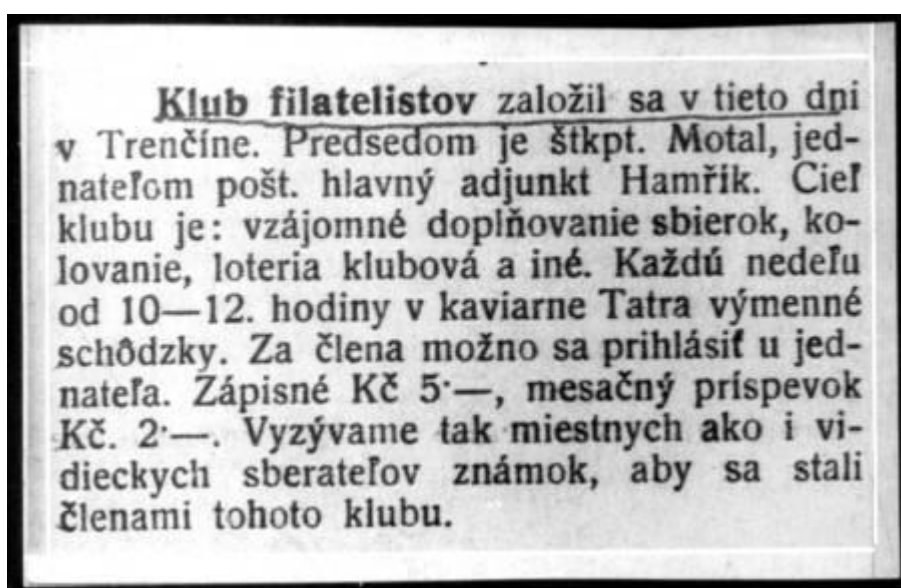 Klub filatelistov založil sa v tieto dni
v Trenčíne. Predsedom je štkpt. Motal, jed-
nateľom pošt. hlavný adjunkt Hamřik. Cieľ
klubu je: vzájomné doplňovanie sbierok, ko-
lovanie, loteria klubová a iné. Každú nedeľu
od 10—12. hodiny v kaviarne Tatra výmenné
schôdzky. Za člena možno sa prihlásiť u jed-
nateľa. Zápisné Kč 5·—, mesačný príspevok
Kč. 2·—. Vyzývame tak miestnych ako i vi-
dieckych sberateľov známok, aby sa stali
členami tohoto klubu.